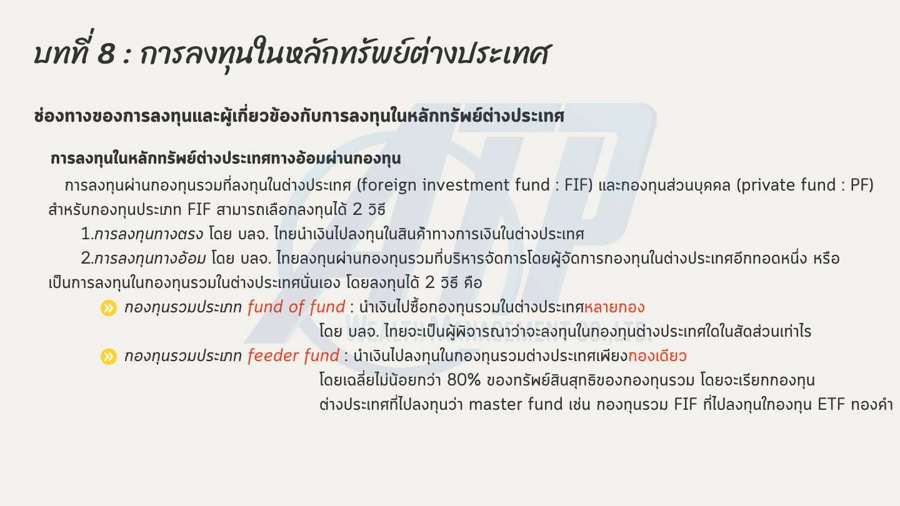 บทที่ 8 : การลงทุนในหลักทรัพย์ต่างประเทศ
ช่องทางของการลงทุนและผู้เกี่ยวข้องกับการลงทุนในหลักทรัพย์ต่างประเทศ
การลงทุนในหลักทรัพย์ต่างประเทศทางอ้อมผ่านกองทุน
การลงทุนผ่านกองทุนรวมที่ลงทุนในต่างประเทศ (foreign investment fund : FIF) และกองทุนส่วนบุคคล (private fund : PF)
สำหรับกองทุนประเภท FIF สามารถเลือกลงทุนได้ 2 วิธี
1.การลงทุนทางตรง โดย บลจ. ไทยนำเงินไปลงทุนในสินค้าทางการเงินในต่างประเทศ
2.การลงทุนทางอ้อม โดย บลจ. ไทยลงทุนผ่านกองทุนรวมที่บริหารจัดการโดยผู้จัดการกองทุนในต่างประเทศอีกทอดหนึ่ง หรือ
เป็นการลงทุนในกองทุนรวมในต่างประเทศนั่นเอง โดยลงทุนได้ 2 วิธี คือ
กองทุนรวมประเภท fund of fund : นำเงินไปซื้อกองทุนรวมในต่างประเทศหลายกอง
โดย บลจ. ไทยจะเป็นผู้พิจารณาว่าจะลงทุนในกองทุนต่างประเทศใดในสัดส่วนเท่าไร
กองทุนรวมประเภท feeder fund : นำเงินไปลงทุนในกองทุนรวมต่างประเทศเพียงกองเดียว
โดยเฉลี่ยไม่น้อยกว่า 80% ของทรัพย์สินสุทธิของกองทุนรวม โดยจะเรียกกองทุน
ต่างประเทศที่ไปลงทุนว่า master fund เช่น กองทุนรวม FIF ที่ไปลงทุใกองทุน ETF ทองคำ
ATP
WEALTH MANAGEMENT CO.,LTD.